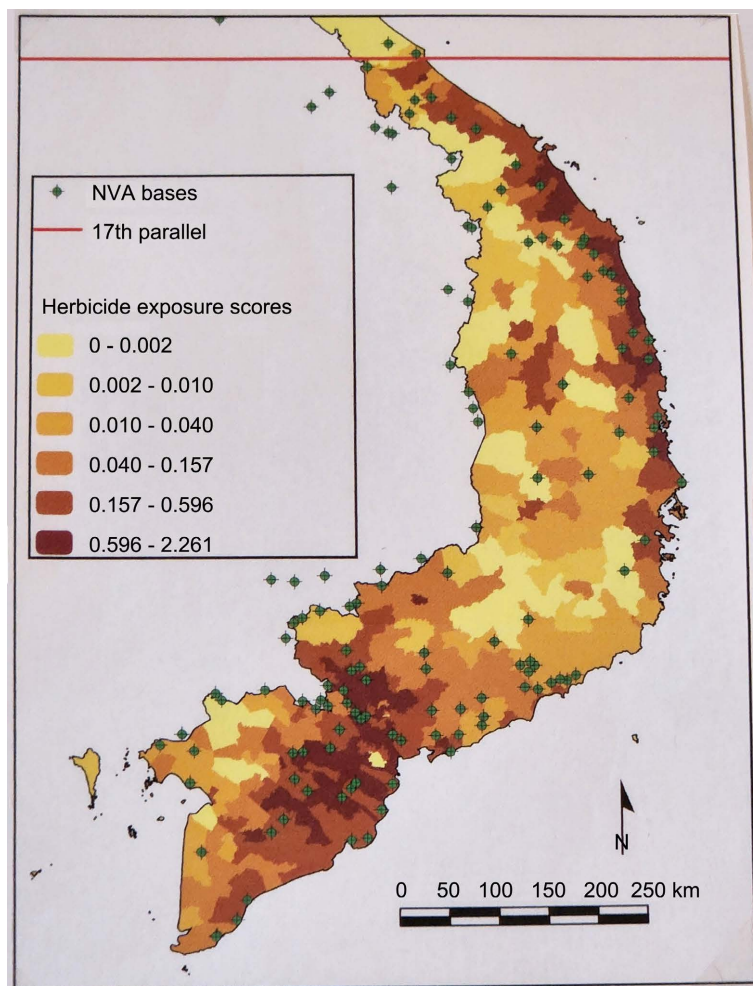 NVA bases
17th parallel
Herbicide exposure scores
0 - 0.002
0.002 - 0.010
0.010 - 0.040
0.040 - 0.157
0.157 - 0.596
0.596 - 2.261
N
0 50 100 150 200 250 km